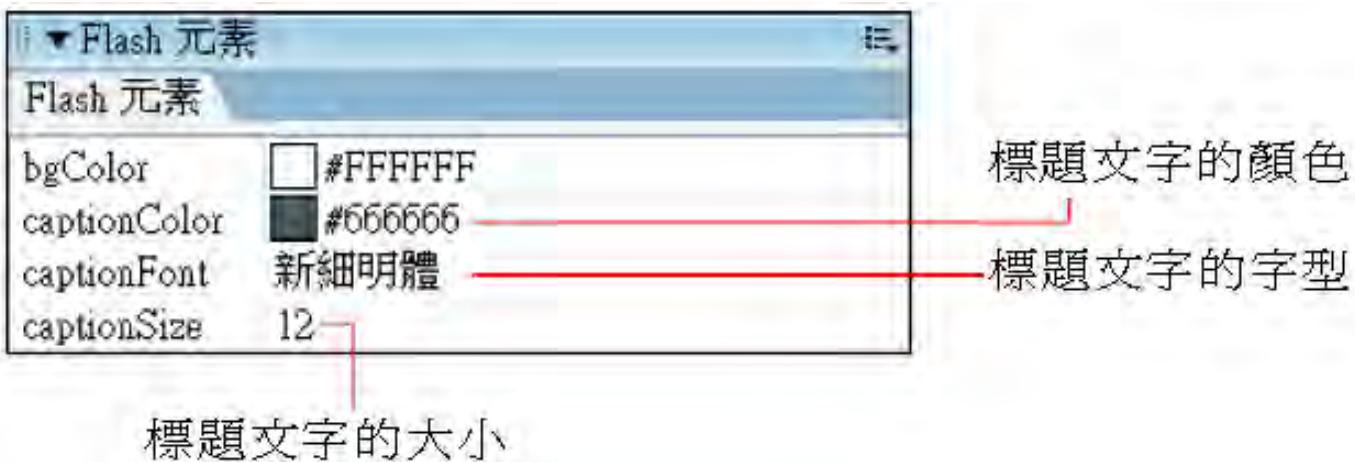 Flash 元素
Flash 元素
bgColor #FFFFFF
captionColor #666666
captionFont 新細明體
captionSize 12
標題文字的顏色
標題文字的字型
標題文字的大小